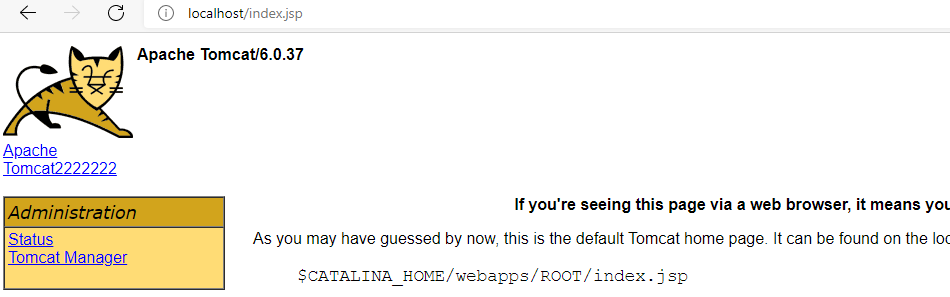 localhost/index.jsp
Apache Tomcat/6.0.37
Apache
Tomcat2222222
Administration
Status
Tomcat Manager
If you're seeing this page via a web browser, it means you
As you may have guessed by now, this is the default Tomcat home page. It can be found on the loc
$CATALINA_HOME/webapps/ROOT/index.jsp